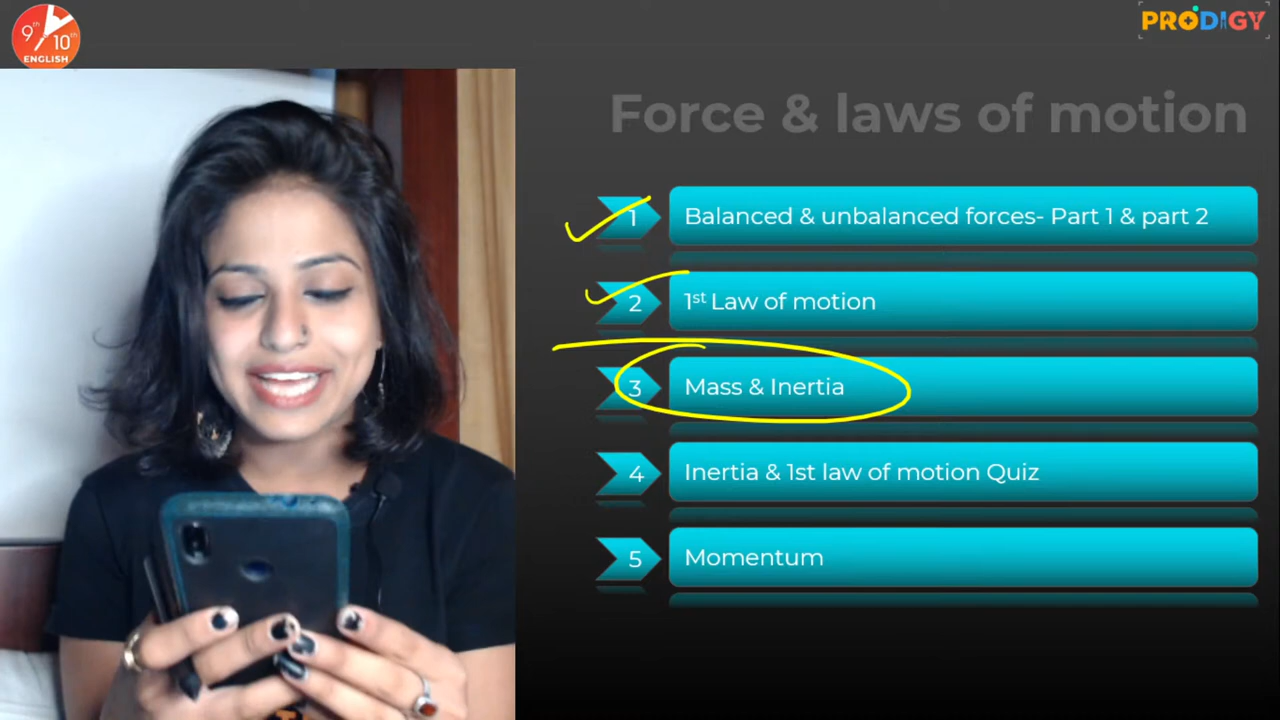 9th
10th
ENGLISH
PRODIGY
Force & laws of motion
1 Balanced & unbalanced forces- Part 1 & part 2
2 1st Law of motion
3 Mass & Inertia
4 Inertia & 1st law of motion Quiz
5 Momentum